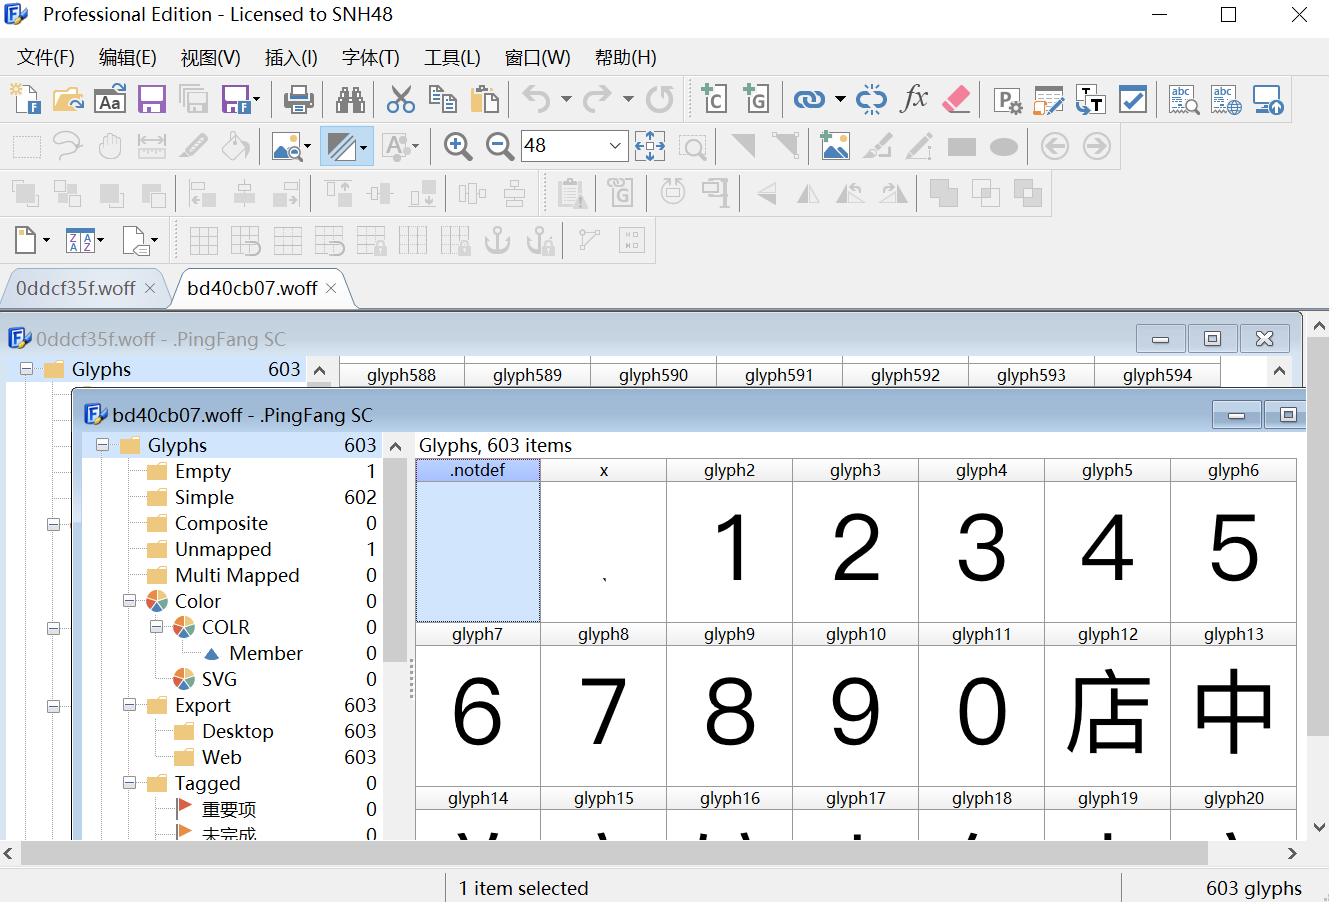 Professional Edition - Licensed to SNH48
文件(F) 编辑(E) 视图(V) 插入(I) 字体(T) 工具(L) 窗口(W) 帮助(H)
48
0ddcf35f.woff bd40cb07.woff
0ddcf35f.woff - .PingFang SC
Glyphs 603
glyph588 glyph589 glyph590 glyph591 glyph592 glyph593 glyph594
bd40cb07.woff - .PingFang SC
Glyphs 603
Empty 1
Simple 602
Composite 0
Unmapped 1
Multi Mapped 0
Color 0
COLR 0
Member 0
SVG 0
Export 603
Desktop 603
Web 603
Tagged 0
重要项 0
未完成 0
Glyphs, 603 items
.notdef x glyph2 glyph3 glyph4 glyph5 glyph6
1 2 3 4 5
glyph7 glyph8 glyph9 glyph10 glyph11 glyph12 glyph13
6 7 8 9 0 店 中
glyph14 glyph15 glyph16 glyph17 glyph18 glyph19 glyph20
1 item selected
603 glyphs